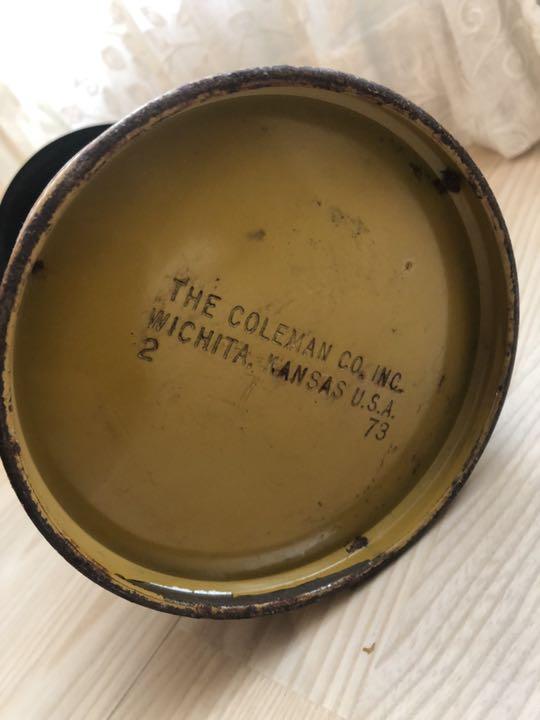 THE COLEMAN CO. INC.
WICHITA, KANSAS U.S.A.
2 73